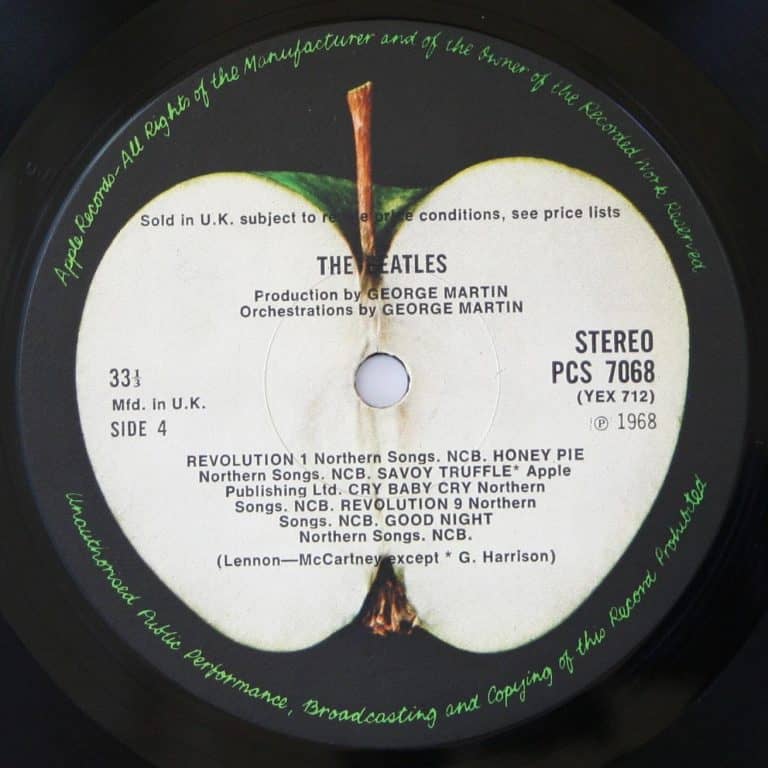 Apple Records-All Rights of the Manufacturer and of the Owner of the Recorded Work Reserved
Sold in U.K. subject to price conditions, see price lists
THE BEATLES
Production by GEORGE MARTIN
Orchestrations by GEORGE MARTIN
STEREO
PCS 7068
(YEX 712)
℗ 1968
33⅓
Mfd. in U.K.
SIDE 4
REVOLUTION 1 Northern Songs. NCB. HONEY PIE
Northern Songs. NCB. SAVOY TRUFFLE* Apple
Publishing Ltd. CRY BABY CRY Northern
Songs. NCB. REVOLUTION 9 Northern
Songs. NCB. GOOD NIGHT
Northern Songs. NCB.
(Lennon—McCartney except * G. Harrison)
Unauthorised Public Performance, Broadcasting and Copying of this Record Prohibited